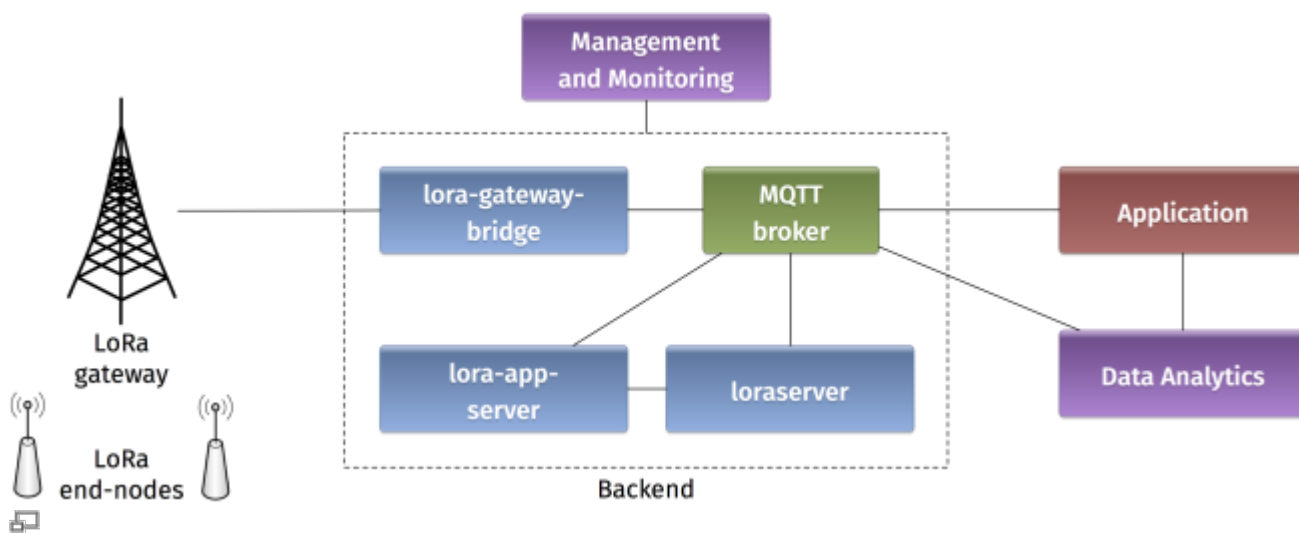 Management
and Monitoring
lora-gateway-
bridge
MQTT
broker
Application
LoRa
gateway
lora-app-
server
loraserver
Data Analytics
LoRa
end-nodes
Backend